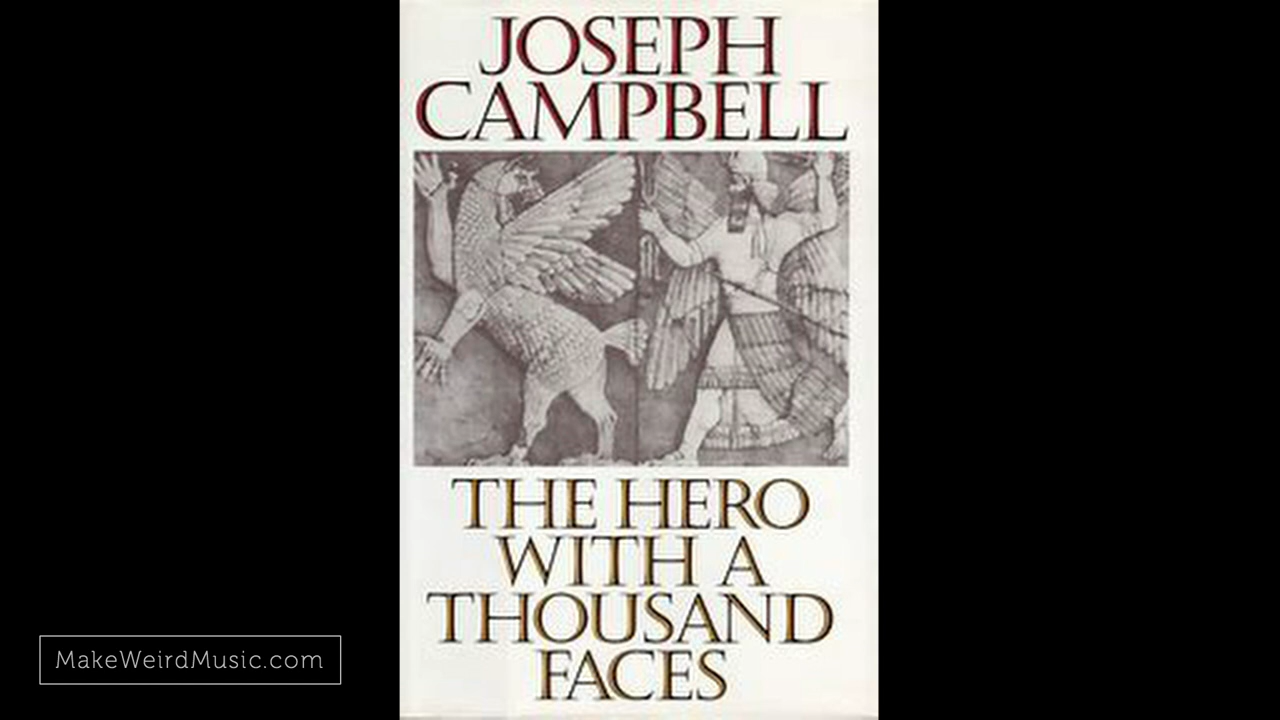 JOSEPH
CAMPBELL
THE HERO
WITH A
THOUSAND
FACES
MakeWeirdMusic.com